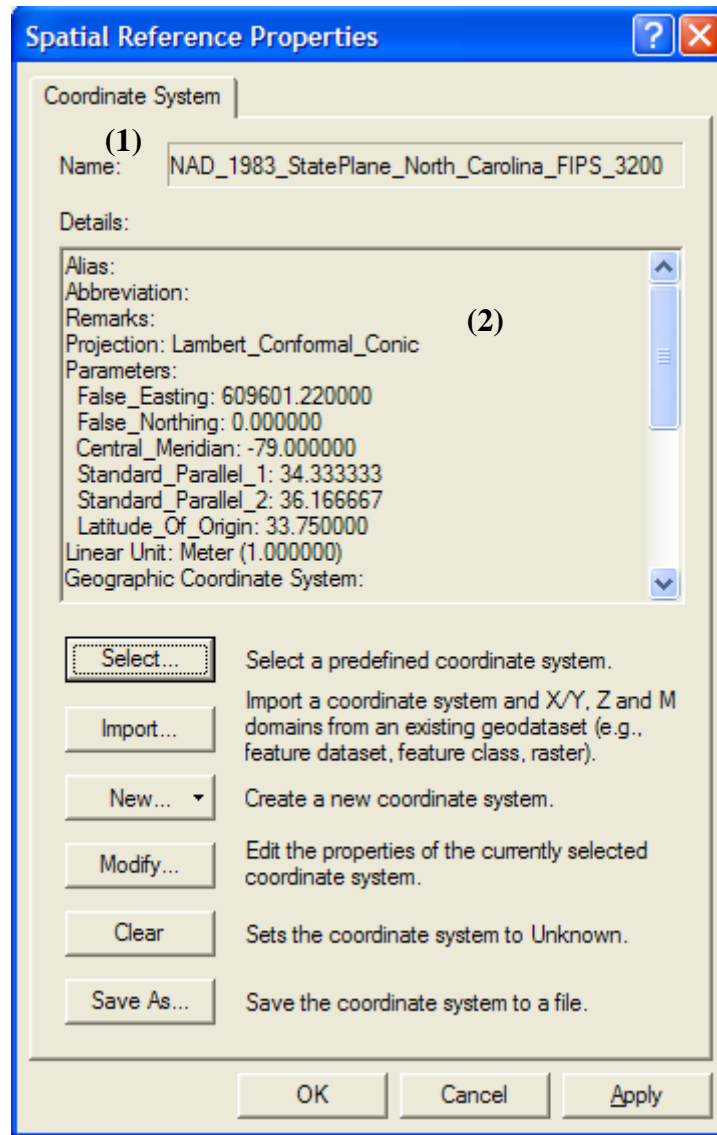 Spatial Reference Properties
Coordinate System
(1)
Name: NAD_1983_StatePlane_North_Carolina_FIPS_3200
Details:
Alias:
Abbreviation:
Remarks:
(2)
Projection: Lambert_Conformal_Conic
Parameters:
False_Easting: 609601.220000
False_Northing: 0.000000
Central_Meridian: -79.000000
Standard_Parallel_1: 34.333333
Standard_Parallel_2: 36.166667
Latitude_Of_Origin: 33.750000
Linear Unit: Meter (1.000000)
Geographic Coordinate System:
Select... Select a predefined coordinate system.
Import... Import a coordinate system and X/Y, Z and M
domains from an existing geodataset (e.g.,
feature dataset, feature class, raster).
New... Create a new coordinate system.
Modify... Edit the properties of the currently selected
coordinate system.
Clear Sets the coordinate system to Unknown.
Save As... Save the coordinate system to a file.
OK Cancel Apply